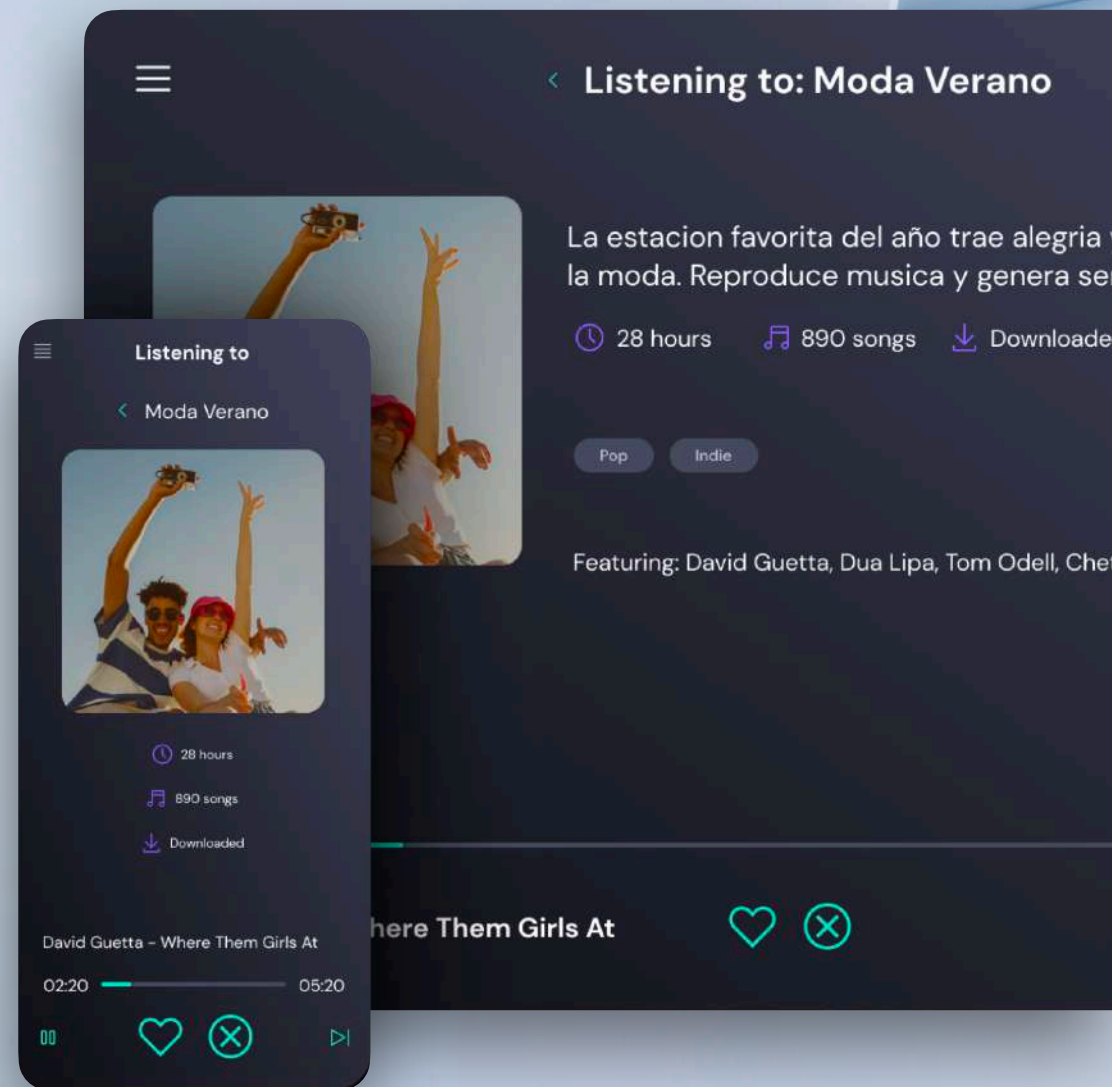 Listening to: Moda Verano
La estacion favorita del año trae alegria
la moda. Reproduce musica y genera
28 hours 890 songs
Pop Indie
Featuring: David Guetta, Dua Lipa, Tom Odell,
Them Girls At
Listening to
Moda Verano
28 hours
890 songs
Downloaded
David Guetta – Where Them Girls At
02:20 05:20